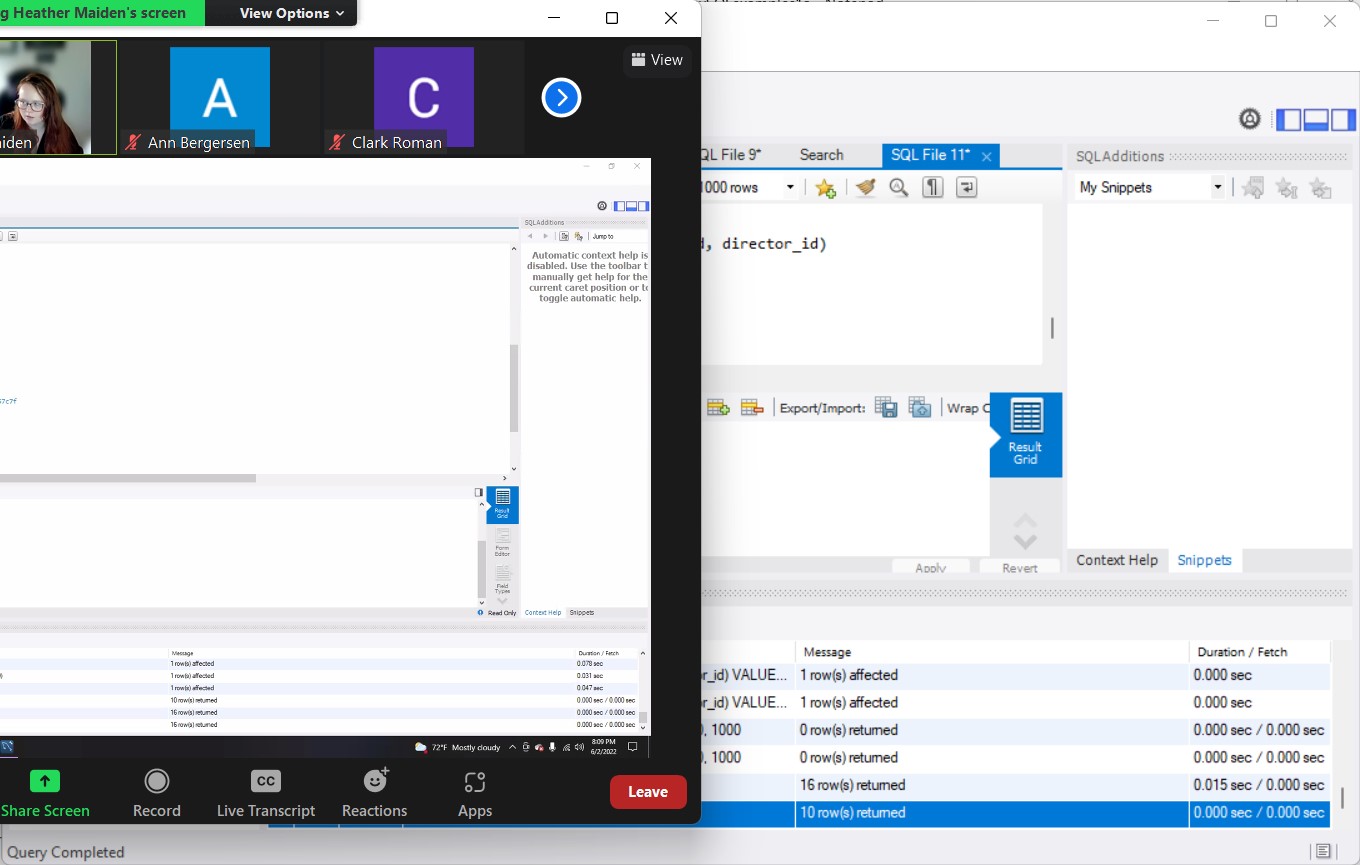 g Heather Maiden's screen
View Options
View
A
C
iden
Ann Bergersen
Clark Roman
SQLAdditions
Jump to
Automatic context help is
disabled. Use the toolbar t
manually get help for the
current caret position or to
toggle automatic help.
57c7f
Result
Grid
Form
Editor
Field
Types
Read Only
Context Help
Snippets
Message
Duration / Fetch
1 row(s) affected
0.078 sec
1 row(s) affected
0.031 sec
1 row(s) affected
0.047 sec
10 row(s) returned
0.000 sec / 0.000 sec
16 row(s) returned
0.000 sec / 0.000 sec
16 row(s) returned
0.000 sec / 0.000 sec
72°F Mostly cloudy
8:09 PM
6/2/2022
Share Screen
Record
CC
Live Transcript
Reactions
Apps
Leave
QL File 9*
Search
SQL File 11*
SQLAdditions
1000 rows
My Snippets
d, director_id)
Export/Import:
Wrap C
Result
Grid
Apply
Revert
Context Help
Snippets
Message
Duration / Fetch
r_id) VALUE...
1 row(s) affected
0.000 sec
r_id) VALUE...
1 row(s) affected
0.000 sec
), 1000
0 row(s) returned
0.000 sec / 0.000 sec
), 1000
0 row(s) returned
0.000 sec / 0.000 sec
16 row(s) returned
0.015 sec / 0.000 sec
10 row(s) returned
0.000 sec / 0.000 sec
Query Completed